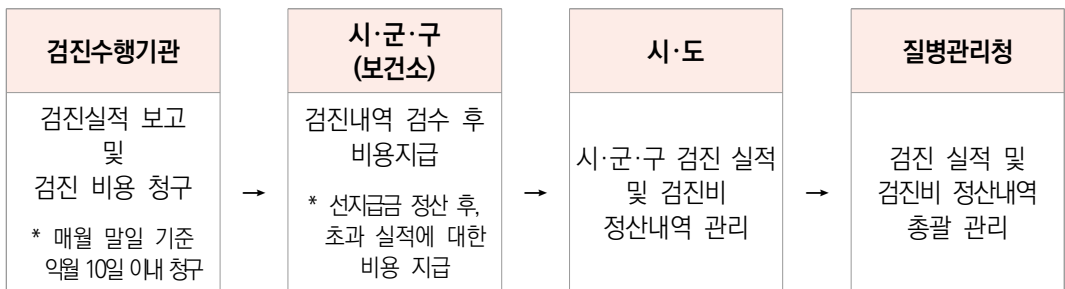 검진수행기관
검진실적 보고
및
검진 비용 청구
* 매월 말일 기준
익월 10일 이내 청구
→
시·군·구
(보건소)
검진내역 검수 후
비용지급
* 선지급금 정산 후,
초과 실적에 대한
비용 지급
→
시·도
시·군·구 검진 실적
및 검진비
정산내역 관리
→
질병관리청
검진 실적 및
검진비 정산내역
총괄 관리